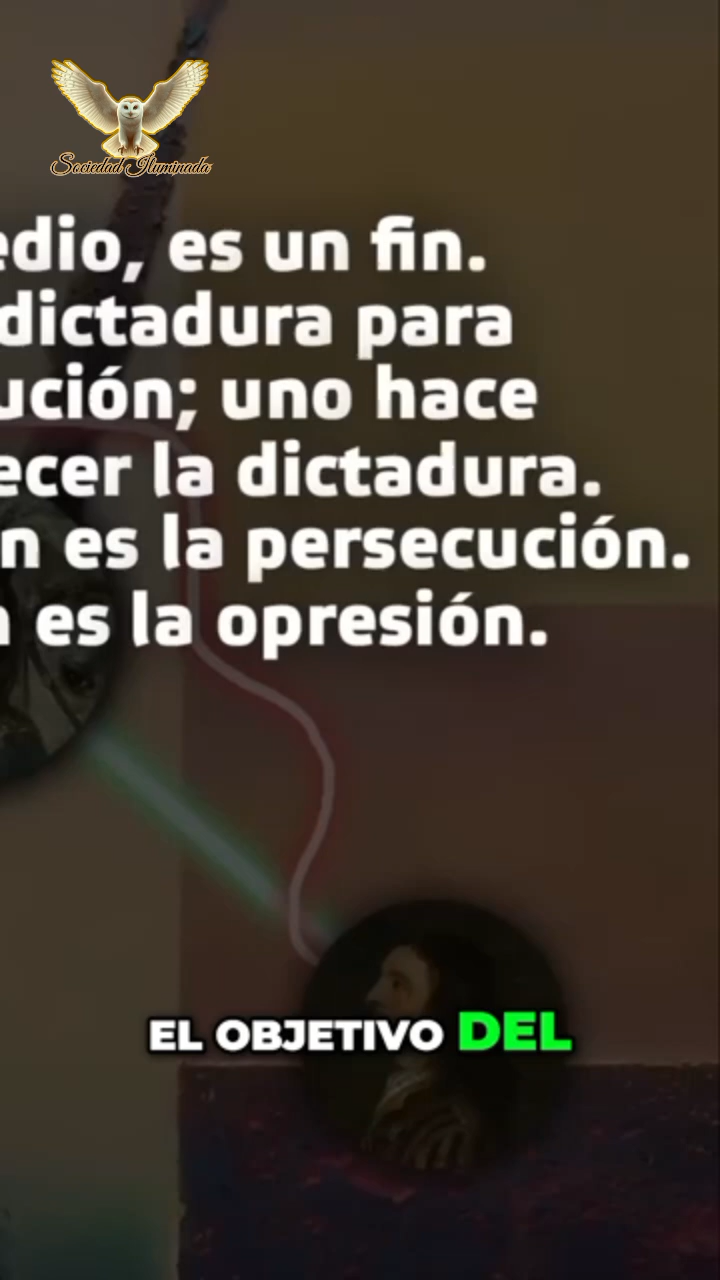 Sociedad Iluminada
edio, es un fin.
dictadura para
ución; uno hace
ecer la dictadura.
n es la persecución.
es la opresión.
EL OBJETIVO DEL